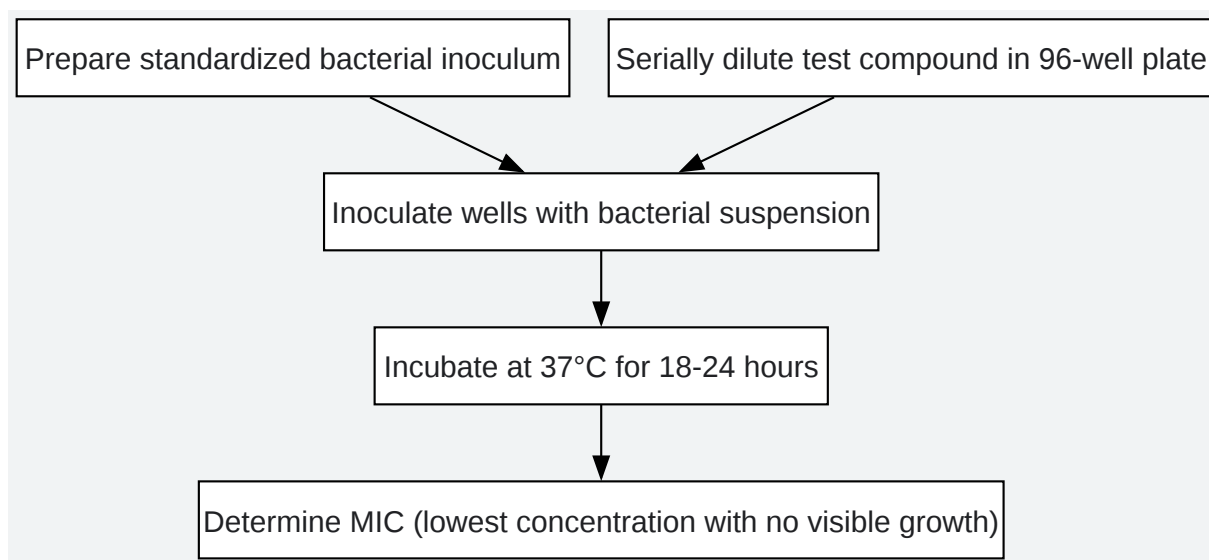 Prepare standardized bacterial inoculum
Serially dilute test compound in 96-well plate
Inoculate wells with bacterial suspension
Incubate at 37°C for 18-24 hours
Determine MIC (lowest concentration with no visible growth)